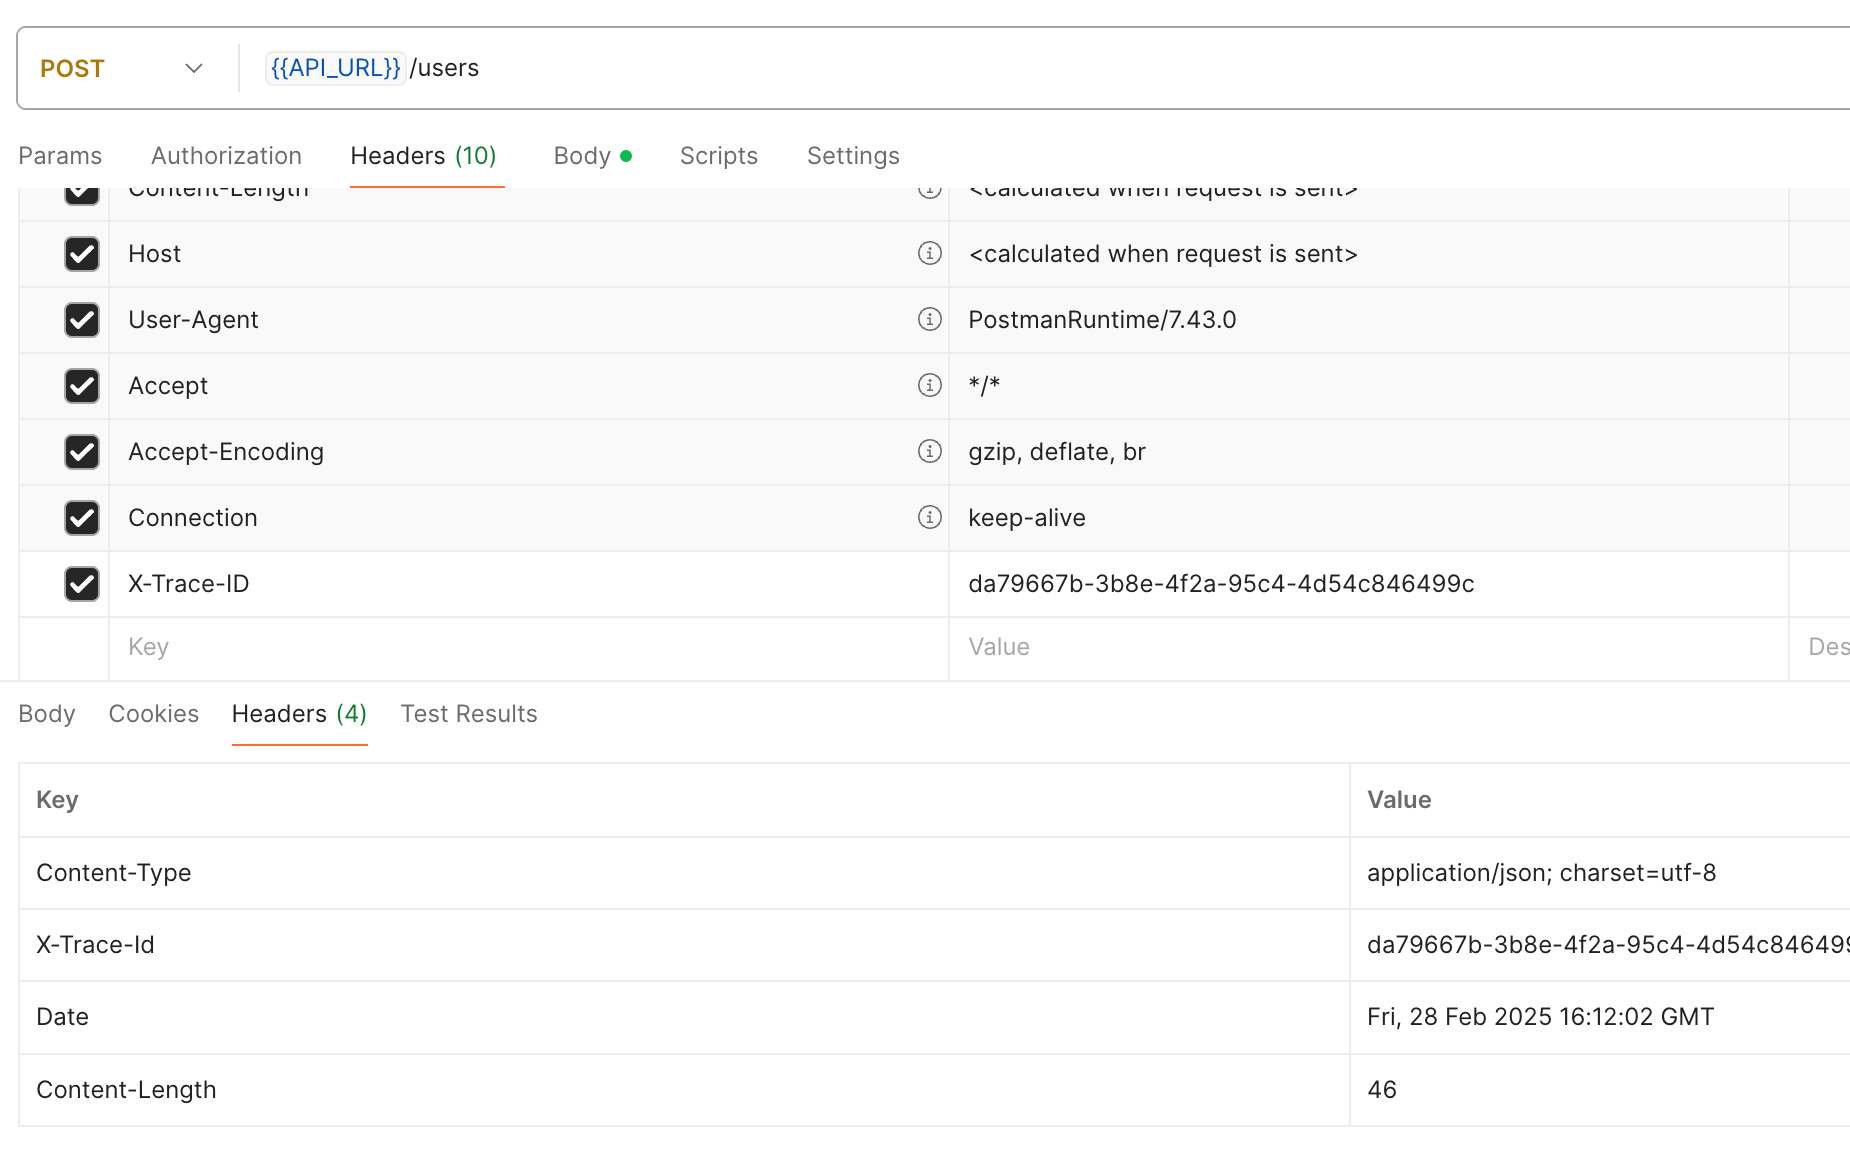 POST {{API_URL}}/users
Params Authorization Headers (10) Body Scripts Settings
Content-Length <calculated when request is sent>
Host <calculated when request is sent>
User-Agent PostmanRuntime/7.43.0
Accept */*
Accept-Encoding gzip, deflate, br
Connection keep-alive
X-Trace-ID da79667b-3b8e-4f2a-95c4-4d54c846499c
Key Value Des
Body Cookies Headers (4) Test Results
Key Value
Content-Type application/json; charset=utf-8
X-Trace-Id da79667b-3b8e-4f2a-95c4-4d54c846499
Date Fri, 28 Feb 2025 16:12:02 GMT
Content-Length 46